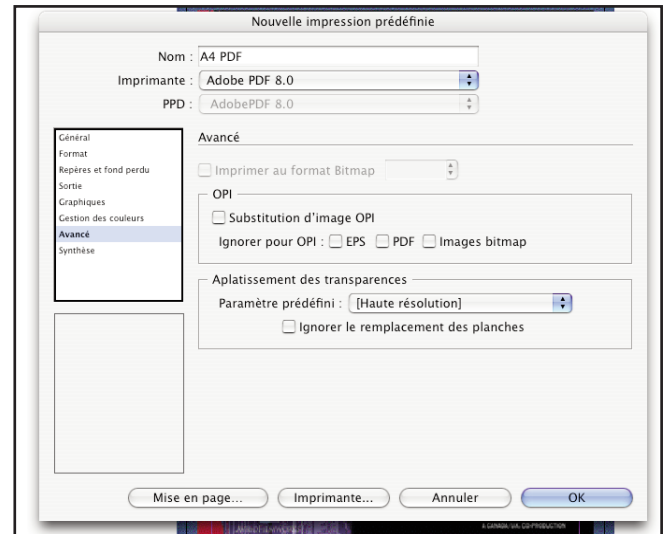 Nouvelle impression prédéfinie
Nom : A4 PDF
Imprimante : Adobe PDF 8.0
PPD : AdobePDF 8.0
Général
Format
Repères et fond perdu
Sortie
Graphiques
Gestion des couleurs
Avancé
Synthèse
Avancé
Imprimer au format Bitmap
OPI
Substitution d'image OPI
Ignorer pour OPI : EPS PDF Images bitmap
Aplatissement des transparences
Paramètre prédéfini : [Haute résolution]
Ignorer le remplacement des planches
Mise en page... Imprimante... Annuler OK